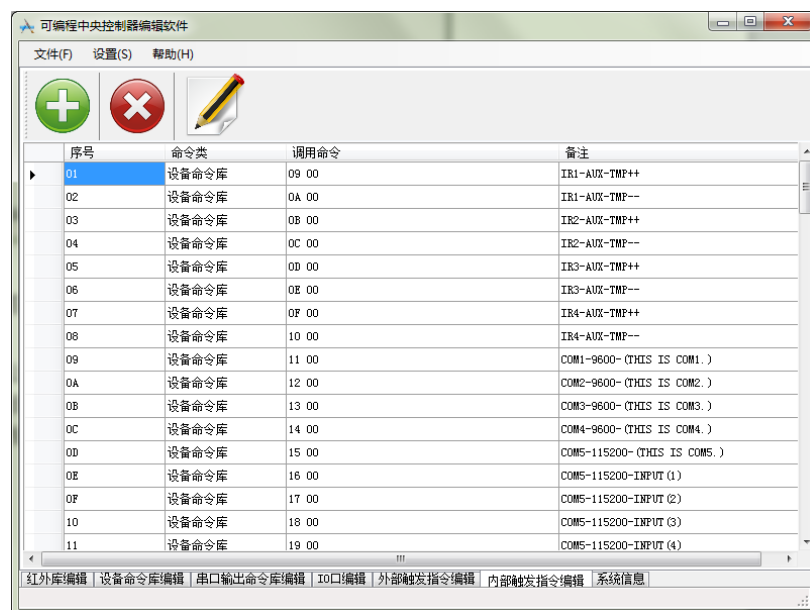 可编程中央控制器编辑软件
文件(F) 设置(S) 帮助(H)
序号 命令类 调用命令 备注
01 设备命令库 09 00 IR1-AUX-TMP++
02 设备命令库 0A 00 IR1-AUX-TMP--
03 设备命令库 0B 00 IR2-AUX-TMP++
04 设备命令库 0C 00 IR2-AUX-TMP--
05 设备命令库 0D 00 IR3-AUX-TMP++
06 设备命令库 0E 00 IR3-AUX-TMP--
07 设备命令库 0F 00 IR4-AUX-TMP++
08 设备命令库 10 00 IR4-AUX-TMP--
09 设备命令库 11 00 COM1-9600-(THIS IS COM1.)
0A 设备命令库 12 00 COM2-9600-(THIS IS COM2.)
0B 设备命令库 13 00 COM3-9600-(THIS IS COM3.)
0C 设备命令库 14 00 COM4-9600-(THIS IS COM4.)
0D 设备命令库 15 00 COM5-115200-(THIS IS COM5.)
0E 设备命令库 16 00 COM5-115200-INPUT(1)
0F 设备命令库 17 00 COM5-115200-INPUT(2)
10 设备命令库 18 00 COM5-115200-INPUT(3)
11 设备命令库 19 00 COM5-115200-INPUT(4)
红外库编辑 设备命令库编辑 串口输出命令库编辑 IO口编辑 外部触发指令编辑 内部触发指令编辑 系统信息